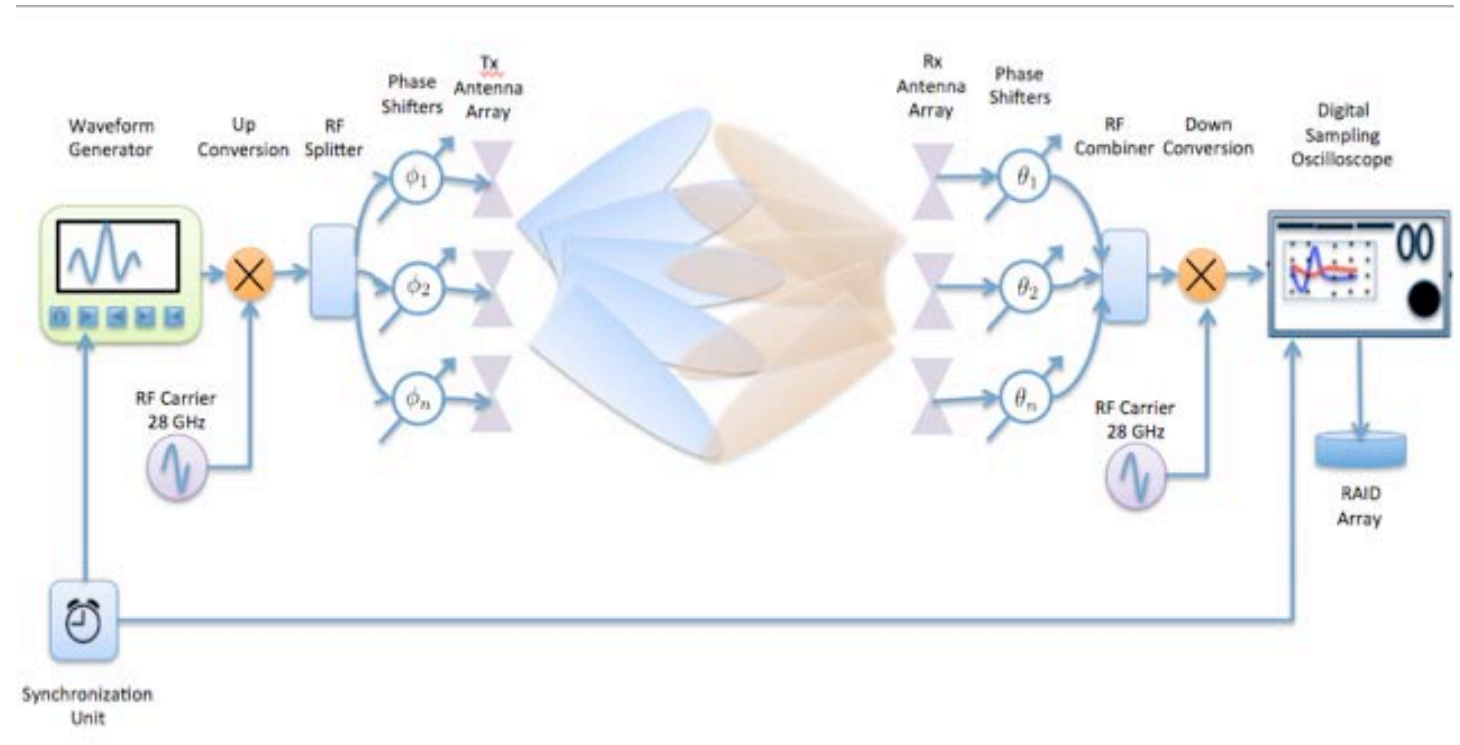 Waveform
Generator
Up
Conversion
RF
Splitter
Phase
Shifters
Tx
Antenna
Array
Rx
Antenna
Array
Phase
Shifters
RF
Combiner
Down
Conversion
Digital
Sampling
Oscilloscope
ϕ₁
ϕ₂
ϕₙ
θ₁
θ₂
θₙ
RF Carrier
28 GHz
RF Carrier
28 GHz
RAID
Array
Synchronization
Unit